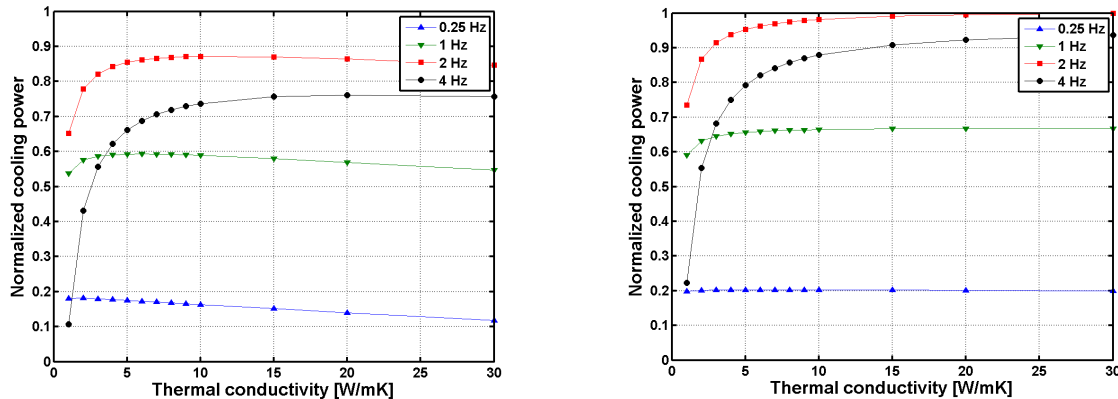 1
0.9
0.8
0.7
0.6
0.5
0.4
0.3
0.2
0.1
0
Normalized cooling power
0 5 10 15 20 25 30
Thermal conductivity [W/mK]
0.25 Hz
1 Hz
2 Hz
4 Hz
1
0.9
0.8
0.7
0.6
0.5
0.4
0.3
0.2
0.1
0
Normalized cooling power
0 5 10 15 20 25 30
Thermal conductivity [W/mK]
0.25 Hz
1 Hz
2 Hz
4 Hz